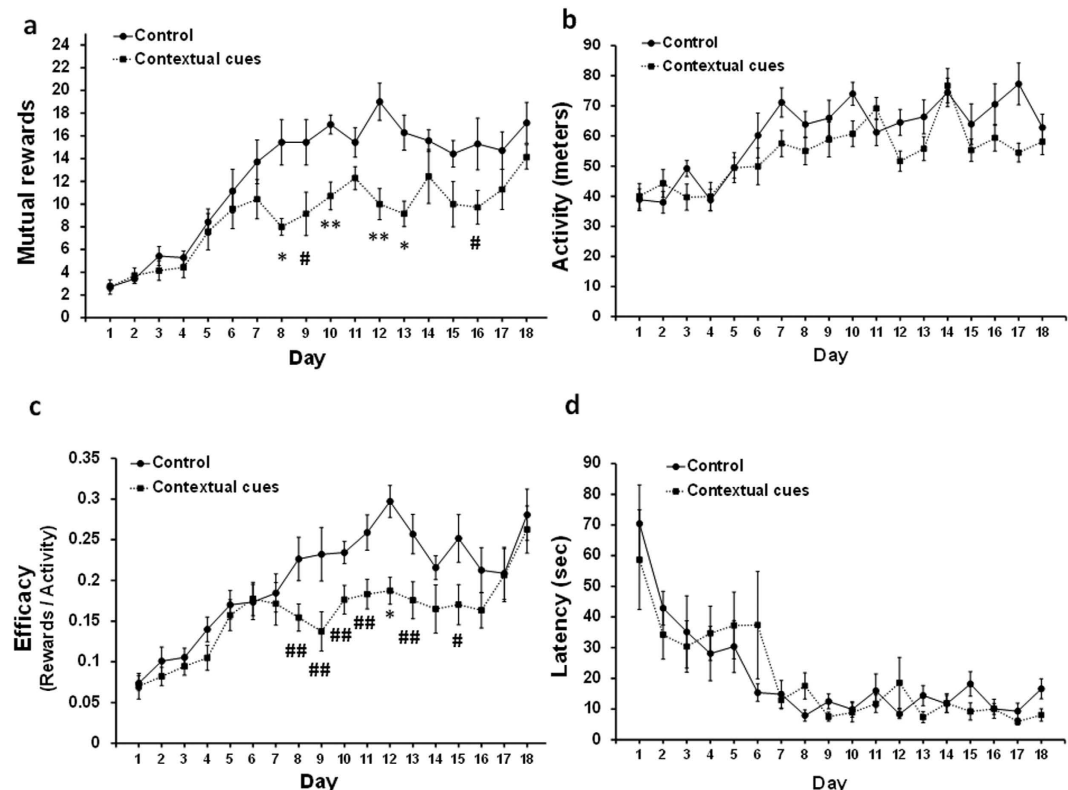 a
Mutual rewards
24
22
20
18
16
14
12
10
8
6
4
2
0
Control
Contextual cues
* # ** ** * #
1 2 3 4 5 6 7 8 9 10 11 12 13 14 15 16 17 18
Day
b
Activity (meters)
90
80
70
60
50
40
30
20
10
0
Control
Contextual cues
1 2 3 4 5 6 7 8 9 10 11 12 13 14 15 16 17 18
Day
c
Efficacy
(Rewards / Activity)
0.35
0.3
0.25
0.2
0.15
0.1
0.05
0
Control
Contextual cues
## ## ## ## * ## #
1 2 3 4 5 6 7 8 9 10 11 12 13 14 15 16 17 18
Day
d
Latency (sec)
90
80
70
60
50
40
30
20
10
0
Control
Contextual cues
1 2 3 4 5 6 7 8 9 10 11 12 13 14 15 16 17 18
Day